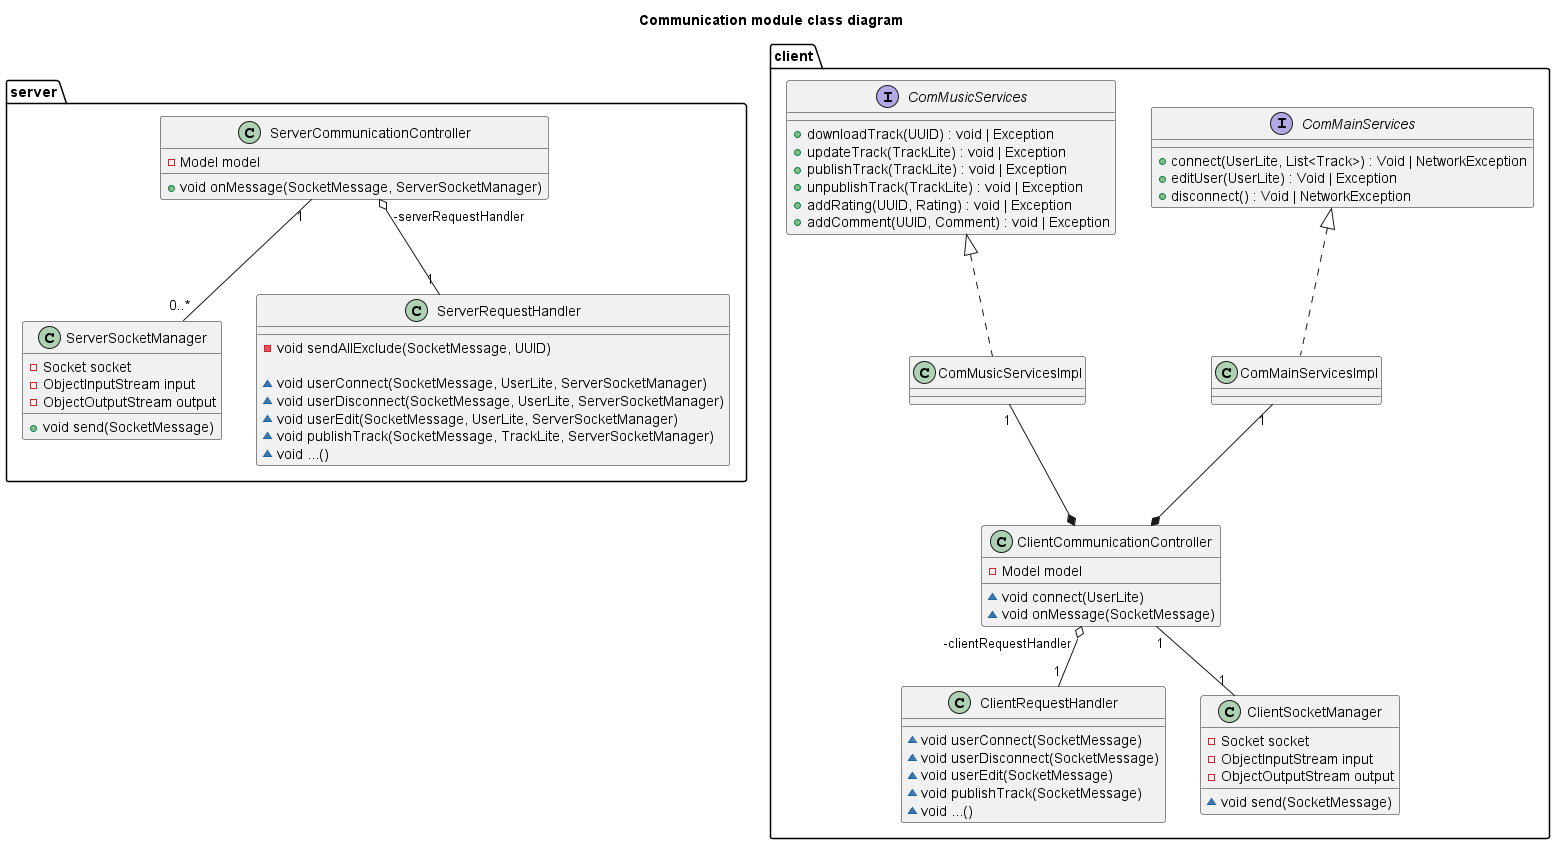 Communication module class diagram
server
C ServerCommunicationController
Model model
void onMessage(SocketMessage, ServerSocketManager)
1
-serverRequestHandler
0..*
1
C ServerSocketManager
Socket socket
ObjectInputStream input
ObjectOutputStream output
void send(SocketMessage)
C ServerRequestHandler
void sendAllExclude(SocketMessage, UUID)
void userConnect(SocketMessage, UserLite, ServerSocketManager)
void userDisconnect(SocketMessage, UserLite, ServerSocketManager)
void userEdit(SocketMessage, UserLite, ServerSocketManager)
void publishTrack(SocketMessage, TrackLite, ServerSocketManager)
void ...()
client
I ComMusicServices
downloadTrack(UUID) : void | Exception
updateTrack(TrackLite) : void | Exception
publishTrack(TrackLite) : void | Exception
unpublishTrack(TrackLite) : void | Exception
addRating(UUID, Rating) : void | Exception
addComment(UUID, Comment) : void | Exception
I ComMainServices
connect(UserLite, List<Track>) : Void | NetworkException
editUser(UserLite) : Void | Exception
disconnect() : Void | NetworkException
C ComMusicServicesImpl
C ComMainServicesImpl
1
1
C ClientCommunicationController
Model model
void connect(UserLite)
void onMessage(SocketMessage)
-clientRequestHandler
1
1
1
C ClientRequestHandler
void userConnect(SocketMessage)
void userDisconnect(SocketMessage)
void userEdit(SocketMessage)
void publishTrack(SocketMessage)
void ...()
C ClientSocketManager
Socket socket
ObjectInputStream input
ObjectOutputStream output
void send(SocketMessage)